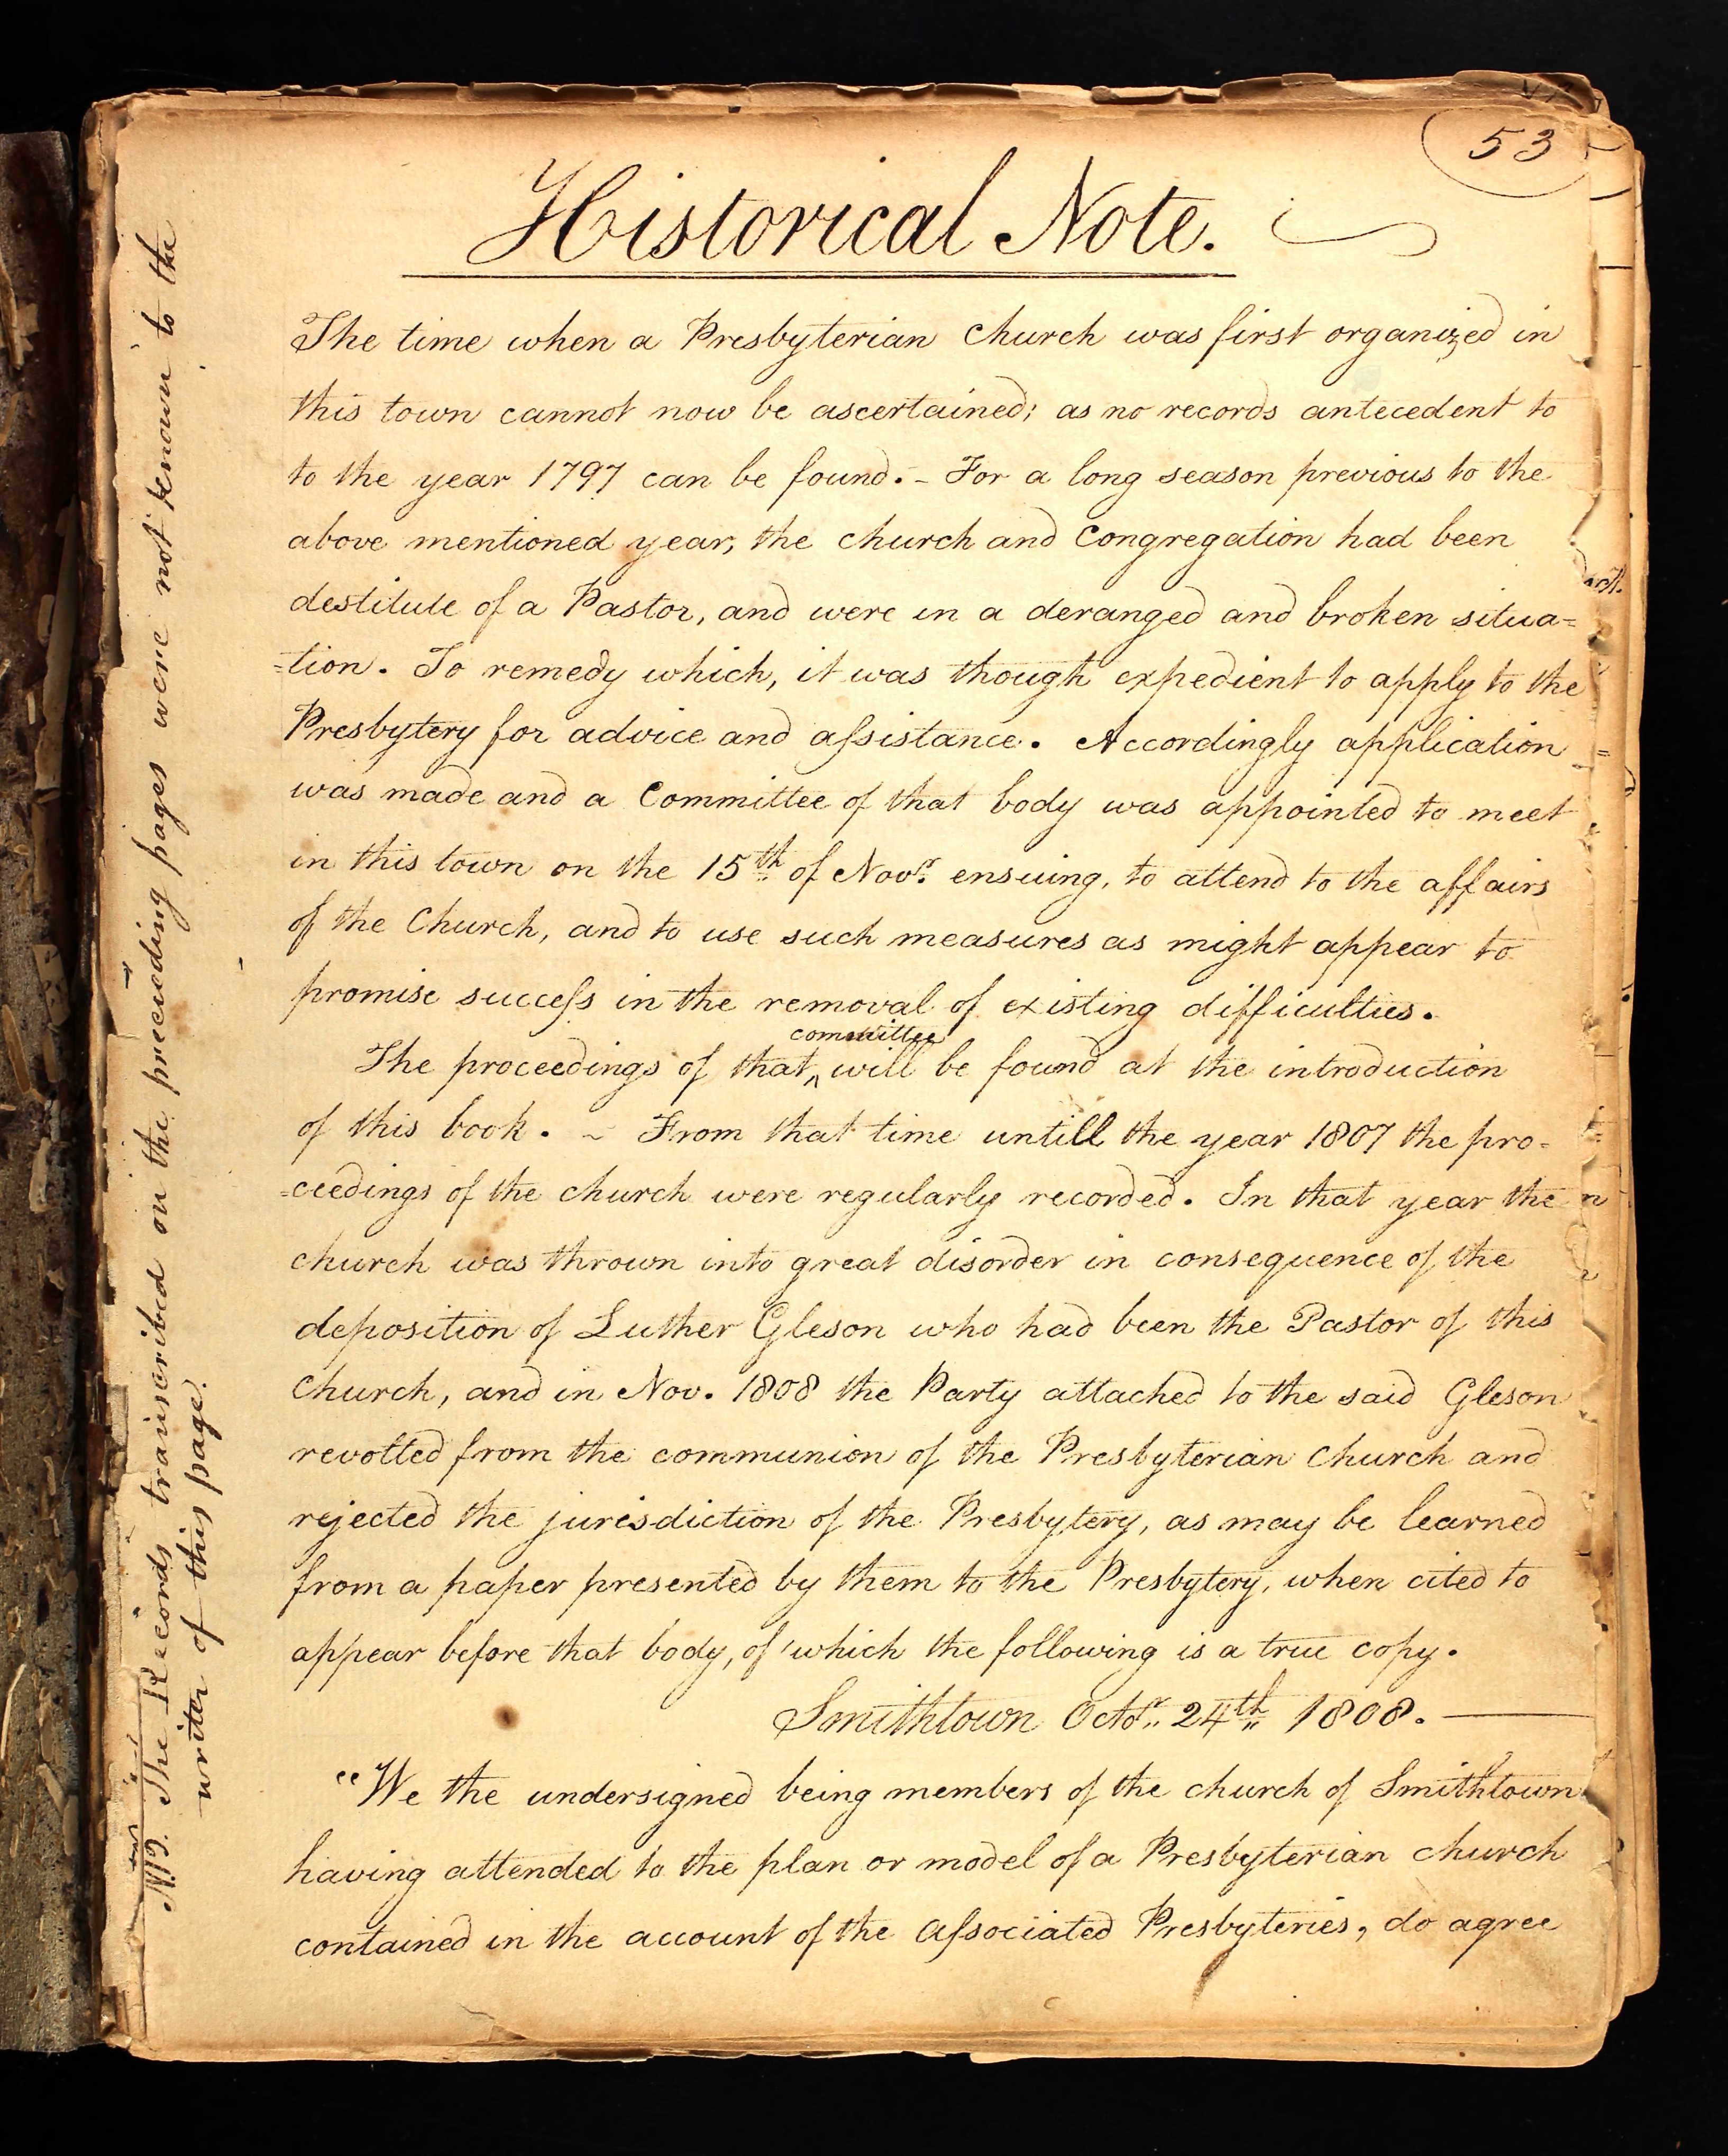 53
Historical Note.
The time when a Presbyterian church was first organized in
this town cannot now be ascertained; as no records antecedent to
to the year 1797 can be found. - For a long season previous to the
above mentioned year, the church and congregation had been
destitute of a Pastor, and were in a deranged and broken situa=
=tion. To remedy which, it was though expedient to apply to the
Presbytery for advice and aſsistance. Accordingly application
was made and a Committee of that body was appointed to meet
in this town on the 15th of Novr. ensuing, to attend to the affairs
of the Church, and to use such measures as might appear to
promise succeſs in the removal of existing difficulties.
committee
The proceedings of that ‸ will be found at the introduction
of this book. ~ From that time untill the year 1807 the pro=
=ceedings of the church were regularly recorded. In that year the
church was thrown into great disorder in consequence of the
deposition of Luther Gleson who had been the Pastor of this
church, and in Nov. 1808 the Party attached to the said Gleson
revolted from the communion of the Presbyterian church and
rejected the jurisdiction of the Presbytery, as may be learned
from a paper presented by them to the Presbytery, when cited to
appear before that body, of which the following is a true copy.
Smithtown Octor. 24th 1808.
"We the undersigned being members of the church of Smithtown
having attended to the plan or model of a Presbyterian church
contained in the account of the aſsociated Presbyteries, do agree
N.B. The Records transcribed on the preceeding pages were not known to the
writer of this page.